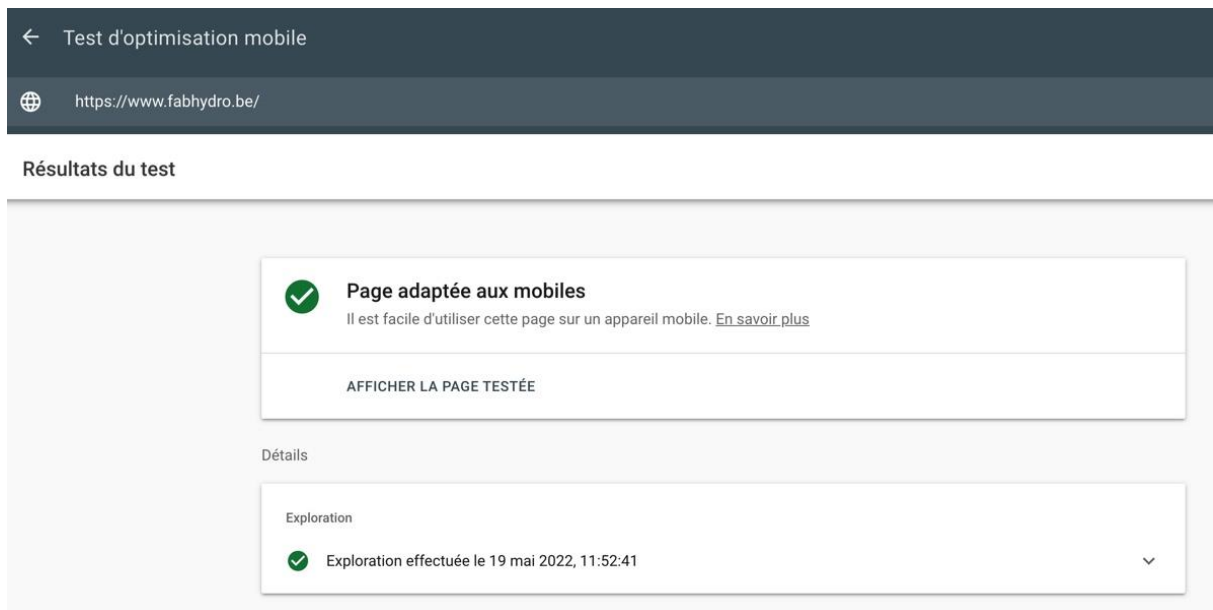 Test d'optimisation mobile
https://www.fabhydro.be/
Résultats du test
Page adaptée aux mobiles
Il est facile d'utiliser cette page sur un appareil mobile. En savoir plus
AFFICHER LA PAGE TESTÉE
Détails
Exploration
Exploration effectuée le 19 mai 2022, 11:52:41